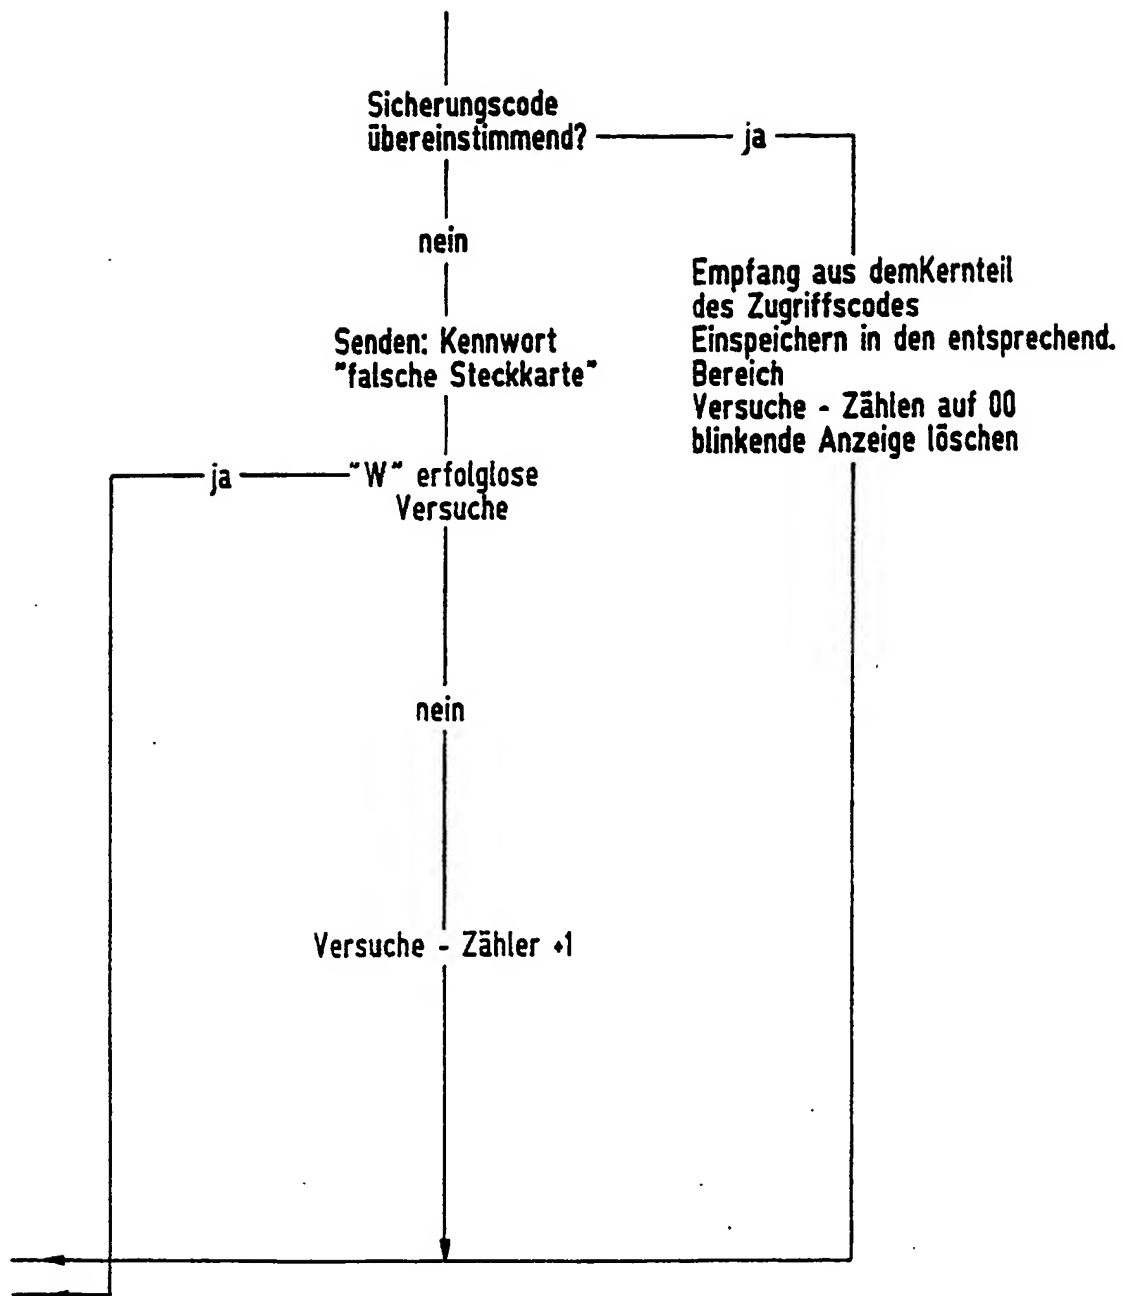 Sicherungscode
übereinstimmend?
ja
nein
Empfang aus demKernteil
des Zugriffscodes
Einspeichern in den entsprechend.
Bereich
Versuche - Zählen auf 00
blinkende Anzeige löschen
Senden: Kennwort
"falsche Steckkarte"
ja
"W" erfolglose
Versuche
nein
Versuche - Zähler +1